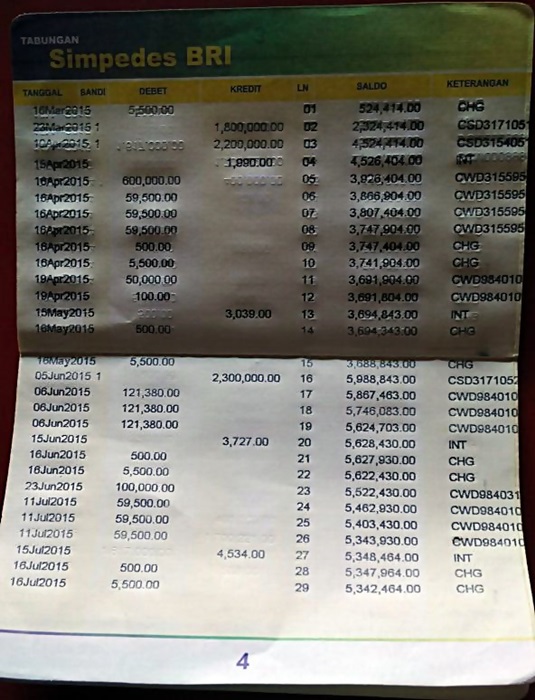 TABUNGAN
Simpedes BRI
TANGGAL SANDI DEBET KREDIT LN SALDO KETERANGAN
16Mar2015 5,500.00 01 524,414.00 CHG
23Mar2015 1 1,800,000.00 02 2,324,414.00 CSD3171051
10Apr2015 1 2,200,000.00 03 4,524,414.00 CSD315405
15Apr2015 1,990.00 04 4,526,404.00 INT
16Apr2015 600,000.00 05 3,926,404.00 CWD315595
16Apr2015 59,500.00 06 3,866,904.00 CWD315595
16Apr2015 59,500.00 07 3,807,404.00 CWD315595
16Apr2015 59,500.00 08 3,747,904.00 CWD315595
16Apr2015 500.00 09 3,747,404.00 CHG
16Apr2015 5,500.00 10 3,741,904.00 CHG
19Apr2015 50,000.00 11 3,691,904.00 CWD984010
19Apr2015 100.00 12 3,691,804.00 CWD984010
15May2015 3,039.00 13 3,694,843.00 INT
16May2015 500.00 14 3,694,343.00 CHG
16May2015 5,500.00 15 3,688,843.00 CHG
05Jun2015 1 2,300,000.00 16 5,988,843.00 CSD3171052
06Jun2015 121,380.00 17 5,867,463.00 CWD984010
06Jun2015 121,380.00 18 5,746,083.00 CWD984010
06Jun2015 121,380.00 19 5,624,703.00 CWD984010
15Jun2015 3,727.00 20 5,628,430.00 INT
16Jun2015 500.00 21 5,627,930.00 CHG
16Jun2015 5,500.00 22 5,622,430.00 CHG
23Jun2015 100,000.00 23 5,522,430.00 CWD984031
11Jul2015 59,500.00 24 5,462,930.00 CWD984010
11Jul2015 59,500.00 25 5,403,430.00 CWD984010
11Jul2015 59,500.00 26 5,343,930.00 CWD984010
15Jul2015 4,534.00 27 5,348,464.00 INT
16Jul2015 500.00 28 5,347,964.00 CHG
16Jul2015 5,500.00 29 5,342,464.00 CHG
4